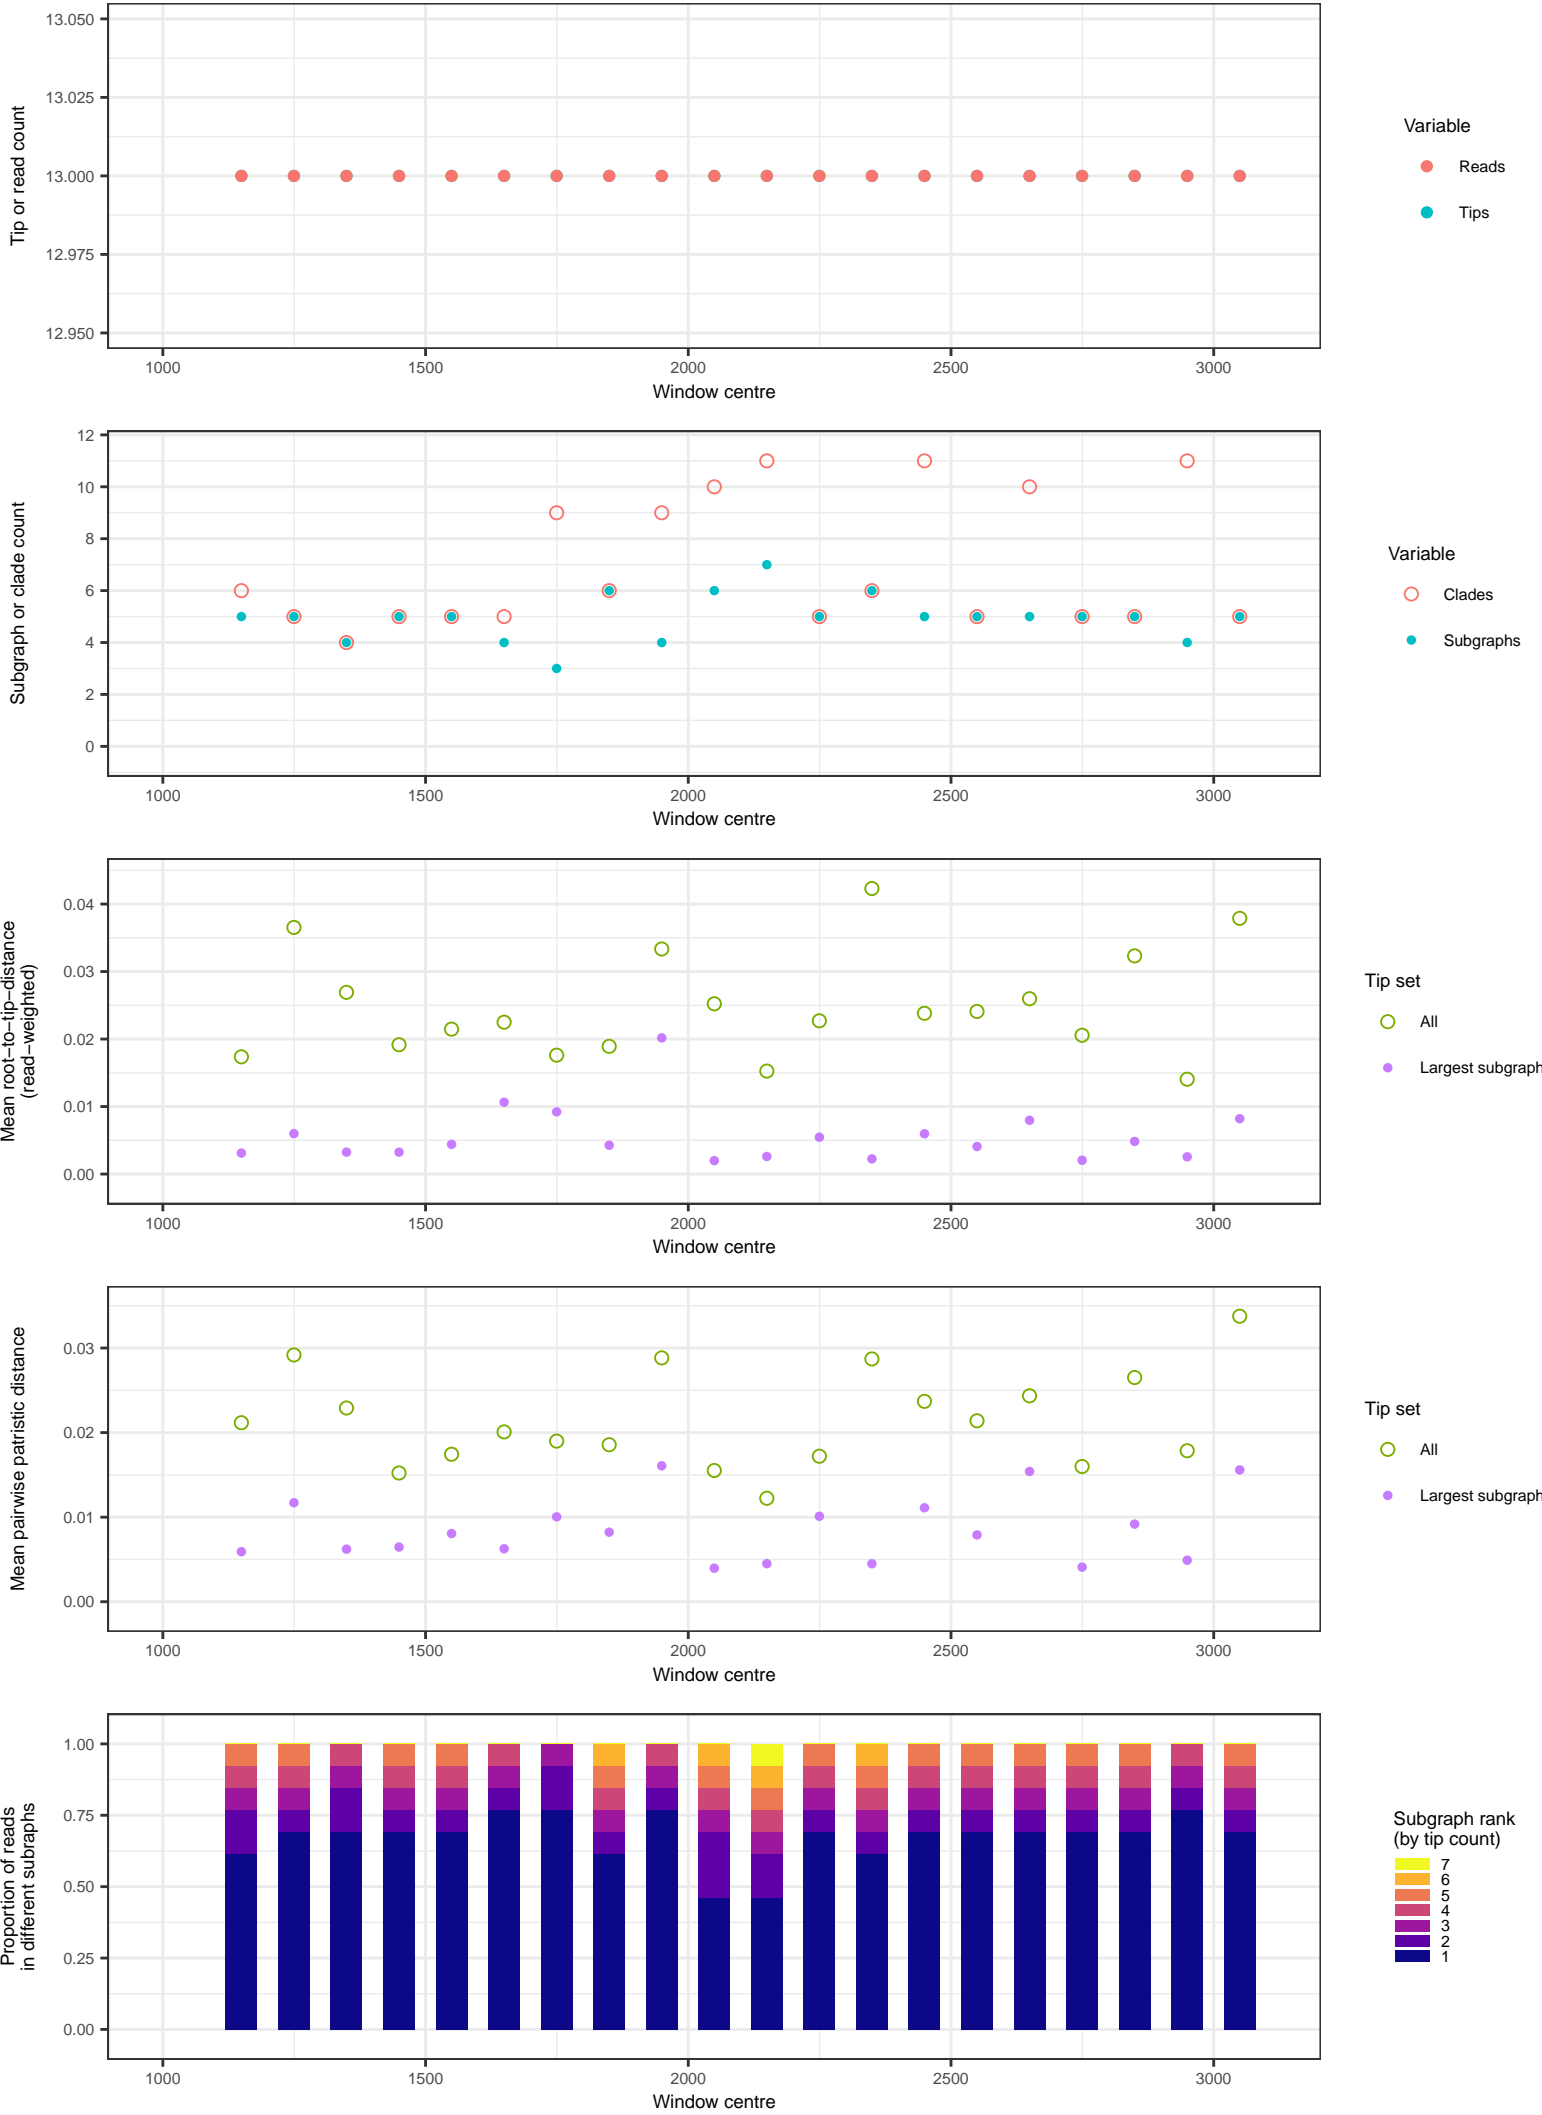 13.050
13.025
13.000
12.975
12.950
Tip or read count
1000 1500 2000 2500 3000
Window centre
Variable
Reads
Tips
12
10
8
6
4
2
0
Subgraph or clade count
1000 1500 2000 2500 3000
Window centre
Variable
Clades
Subgraphs
0.04
0.03
0.02
0.01
0.00
Mean root−to−tip−distance
(read−weighted)
1000 1500 2000 2500 3000
Window centre
Tip set
All
Largest subgraph
0.03
0.02
0.01
0.00
Mean pairwise patristic distance
1000 1500 2000 2500 3000
Window centre
Tip set
All
Largest subgraph
1.00
0.75
0.50
0.25
0.00
Proportion of reads
in different subraphs
1000 1500 2000 2500 3000
Window centre
Subgraph rank
(by tip count)
7
6
5
4
3
2
1